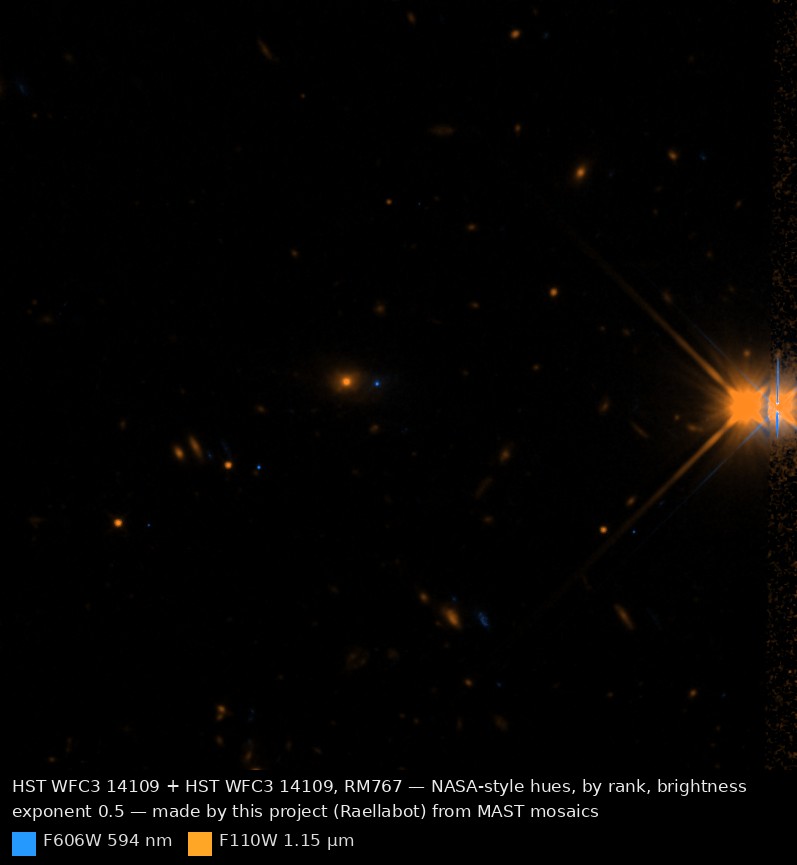 HST WFC3 14109 + HST WFC3 14109, RM767 — NASA-style hues, by rank, brightness
exponent 0.5 — made by this project (Raellabot) from MAST mosaics
F606W 594 nm F110W 1.15 µm